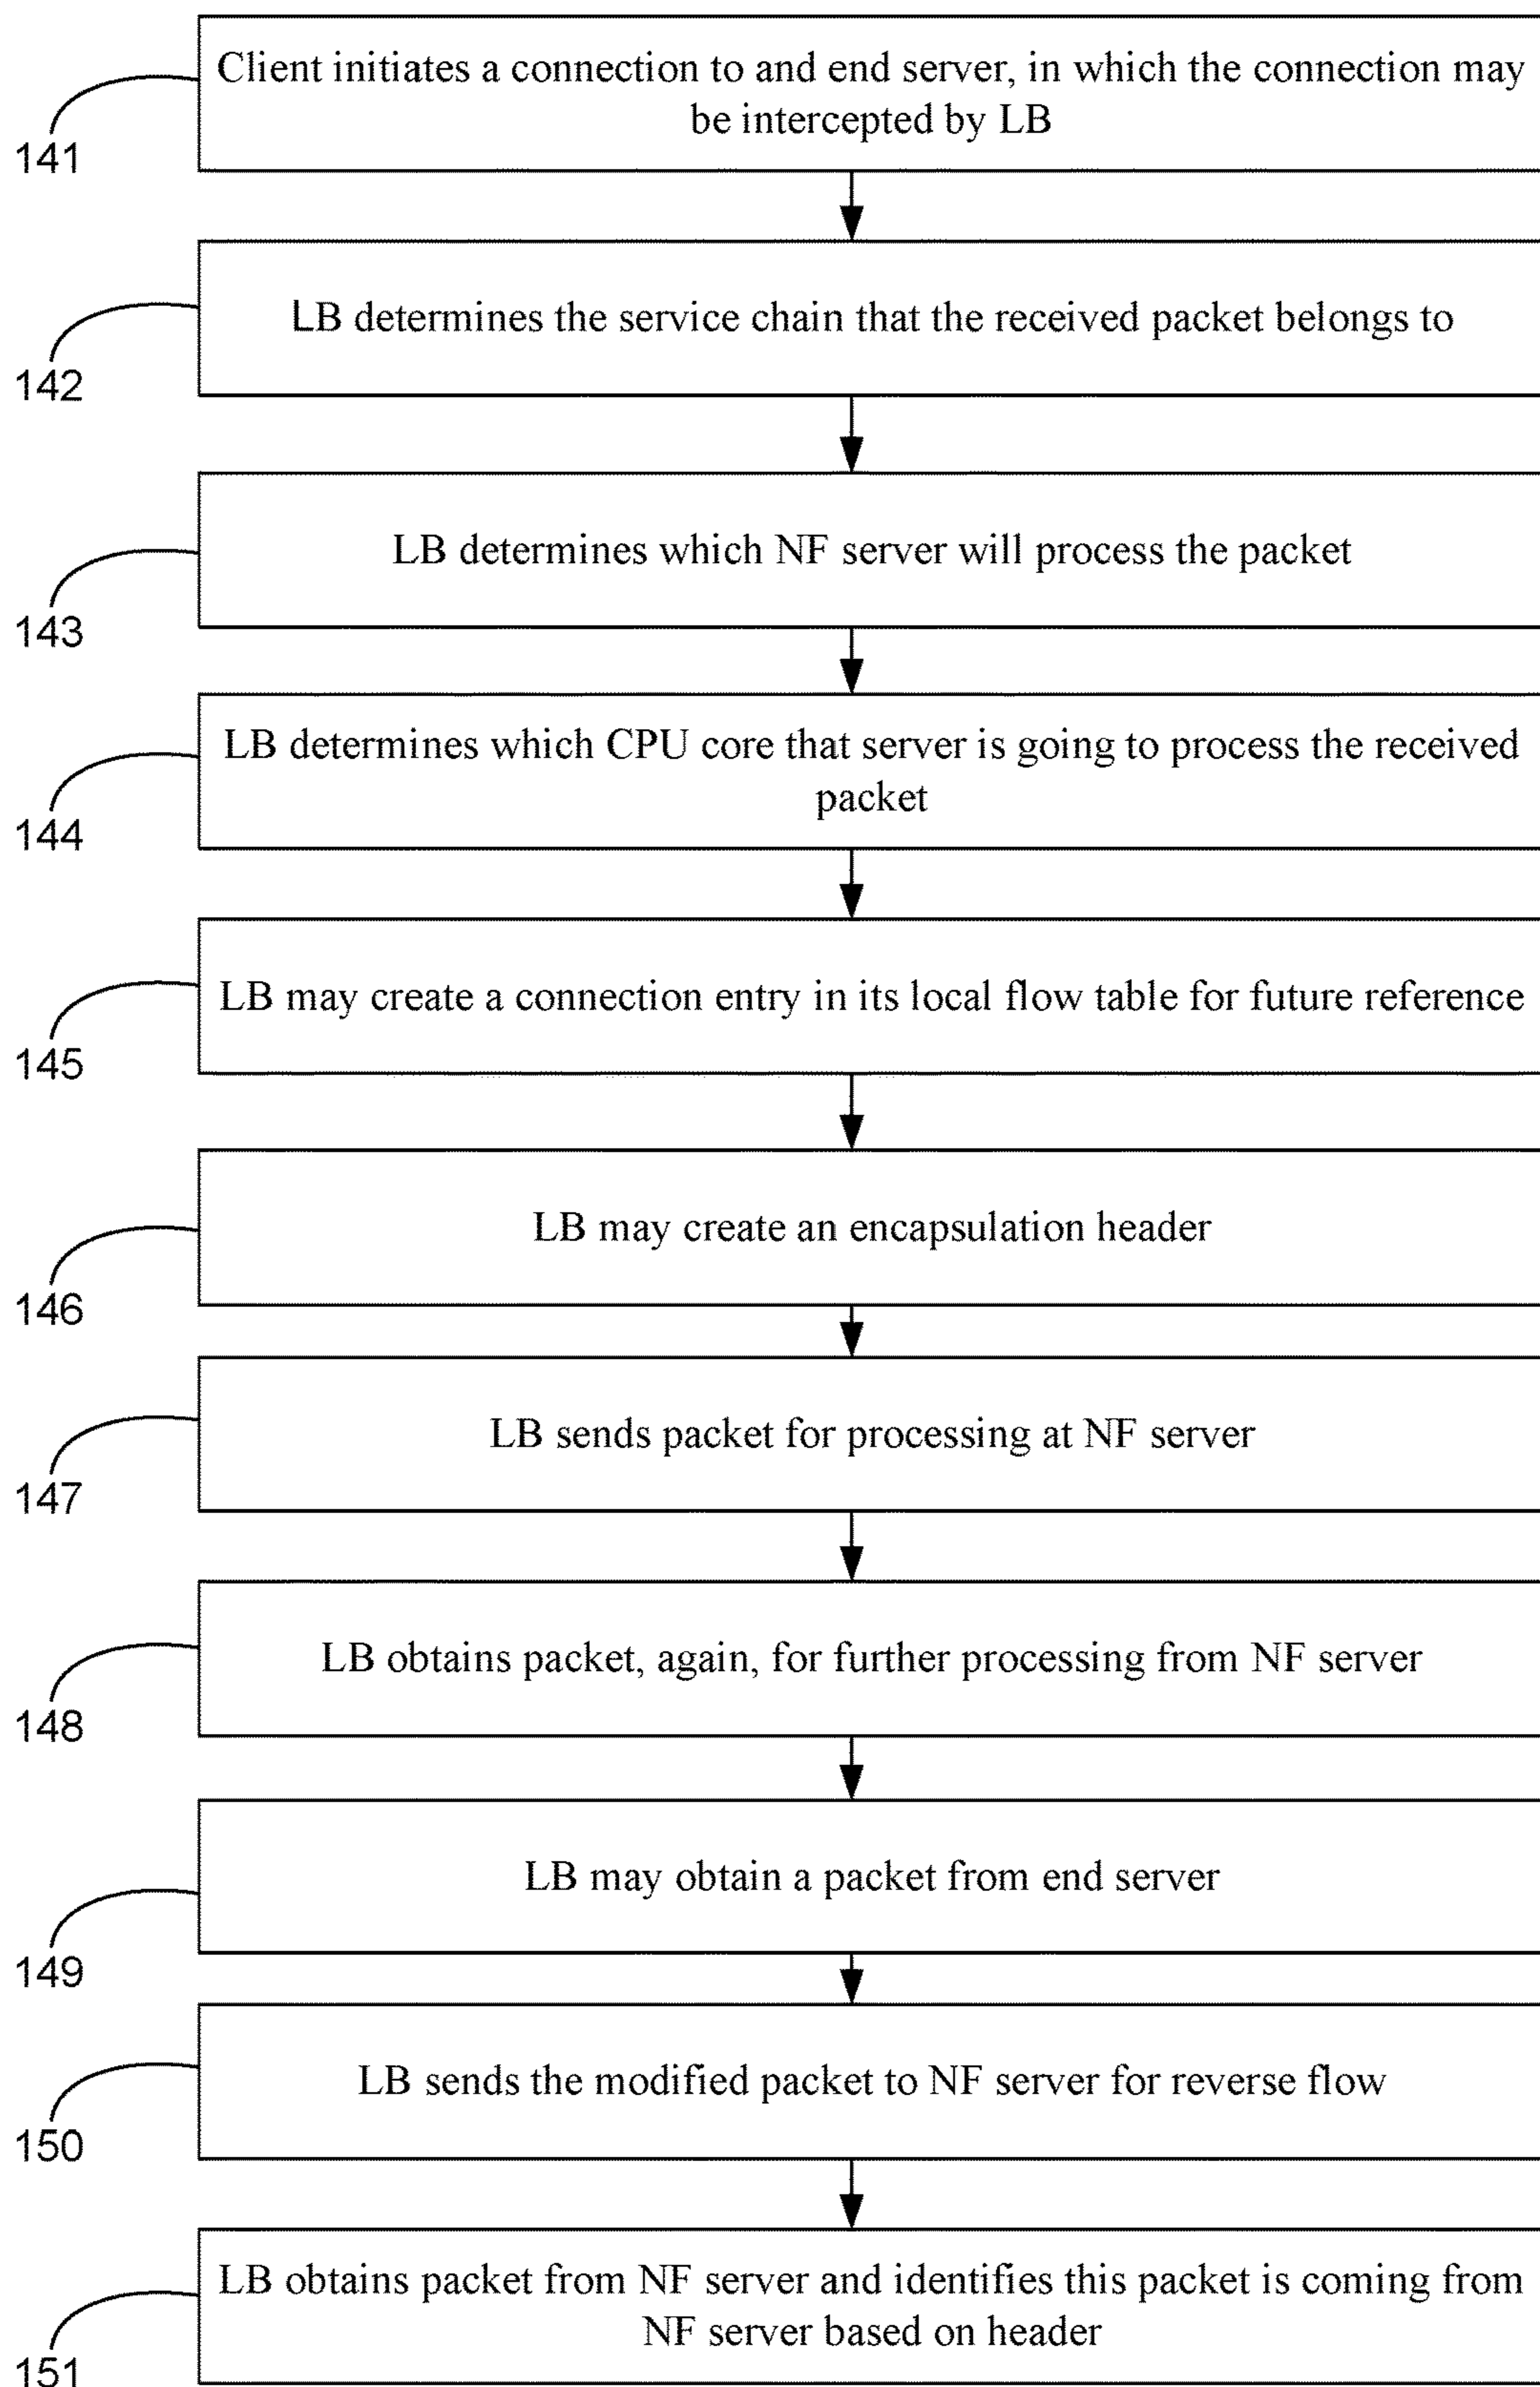 Client initiates a connection to and end server, in which the connection may
be intercepted by LB
141
LB determines the service chain that the received packet belongs to
142
LB determines which NF server will process the packet
143
LB determines which CPU core that server is going to process the received
packet
144
LB may create a connection entry in its local flow table for future reference
145
LB may create an encapsulation header
146
LB sends packet for processing at NF server
147
LB obtains packet, again, for further processing from NF server
148
LB may obtain a packet from end server
149
LB sends the modified packet to NF server for reverse flow
150
LB obtains packet from NF server and identifies this packet is coming from
NF server based on header
151